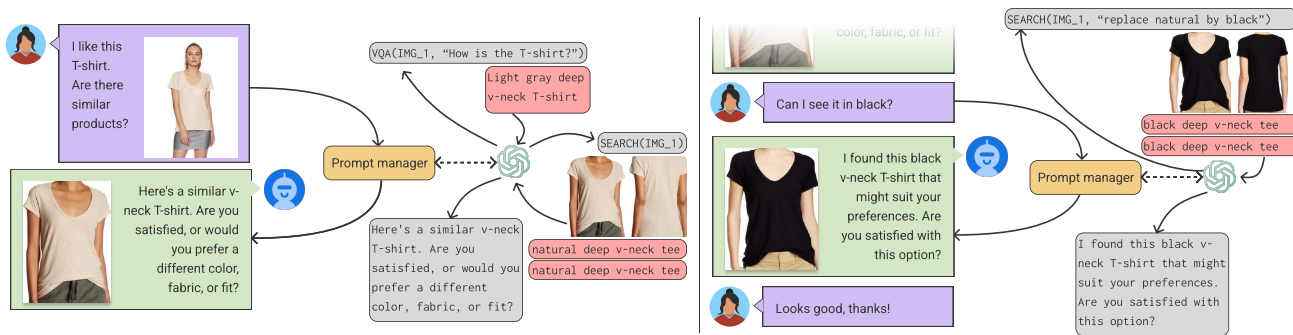 I like this
T-shirt.
Are there
similar
products?
Here's a similar v-
neck T-shirt. Are you
satisfied, or would
you prefer a
different color,
fabric, or fit?
Prompt manager
VQA(IMG_1, “How is the T-shirt?”)
Light gray deep
v-neck T-shirt
SEARCH(IMG_1)
natural deep v-neck tee
natural deep v-neck tee
Here's a similar v-neck
T-shirt. Are you
satisfied, or would you
prefer a different
color, fabric, or fit?
color, fabric, or fit?
Can I see it in black?
I found this black
v-neck T-shirt that
might suit your
preferences. Are
you satisfied with
this option?
Looks good, thanks!
Prompt manager
SEARCH(IMG_1, “replace natural by black”)
black deep v-neck tee
black deep v-neck tee
I found this black v-
neck T-shirt that might
suit your preferences.
Are you satisfied with
this option?